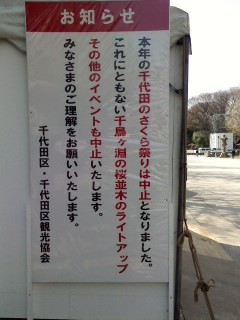 お知らせ
本年の千代田のさくら祭りは中止となりました。
これにともない千鳥ヶ淵の桜並木のライトアップ
その他のイベントも中止いたします。
みなさまのご理解をお願いいたします。
千代田区・千代田区観光協会